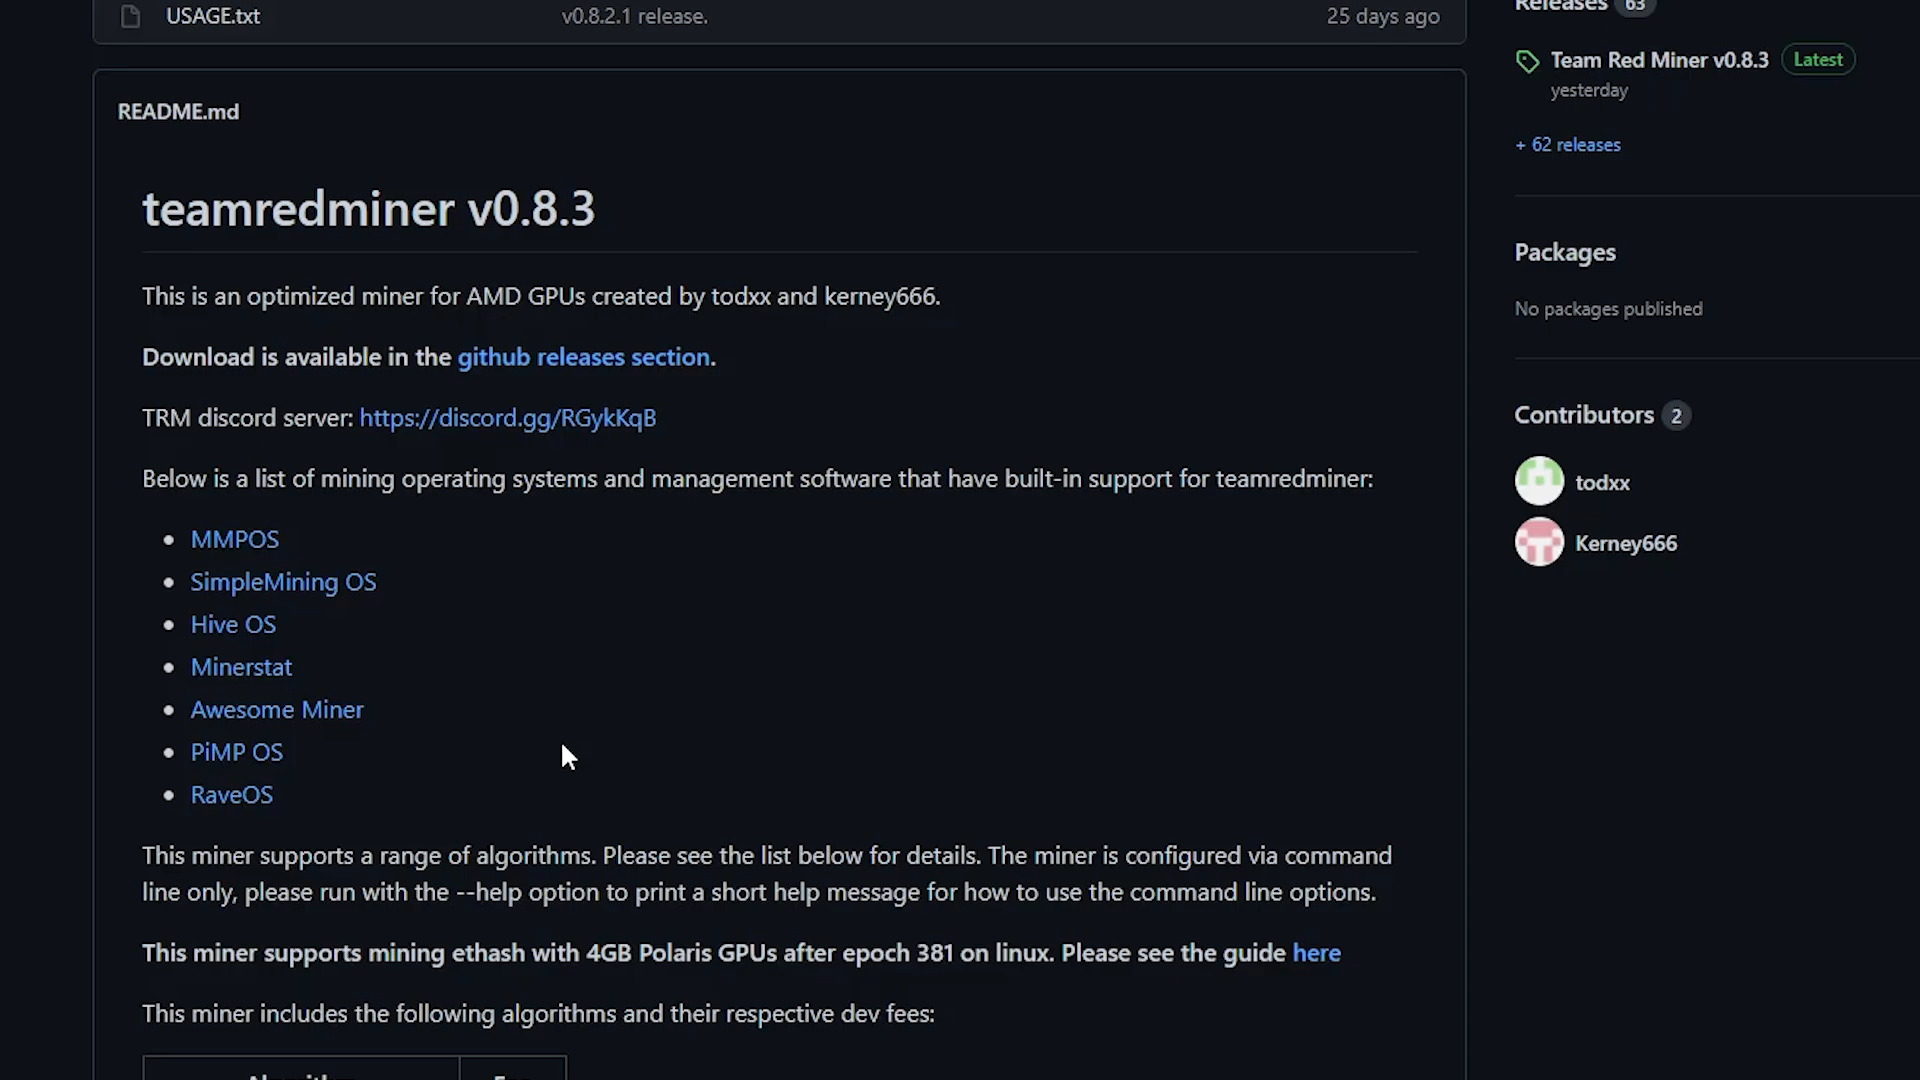 USAGE.txt v0.8.2.1 release. 25 days ago
README.md
teamredminer v0.8.3
This is an optimized miner for AMD GPUs created by todxx and kerney666.
Download is available in the github releases section.
TRM discord server: https://discord.gg/RGykKqB
Below is a list of mining operating systems and management software that have built-in support for teamredminer:
MMPOS
SimpleMining OS
Hive OS
Minerstat
Awesome Miner
PiMP OS
RaveOS
This miner supports a range of algorithms. Please see the list below for details. The miner is configured via command
line only, please run with the --help option to print a short help message for how to use the command line options.
This miner supports mining ethash with 4GB Polaris GPUs after epoch 381 on linux. Please see the guide here
This miner includes the following algorithms and their respective dev fees:
Releases 63
Team Red Miner v0.8.3 Latest
yesterday
+ 62 releases
Packages
No packages published
Contributors 2
todxx
Kerney666